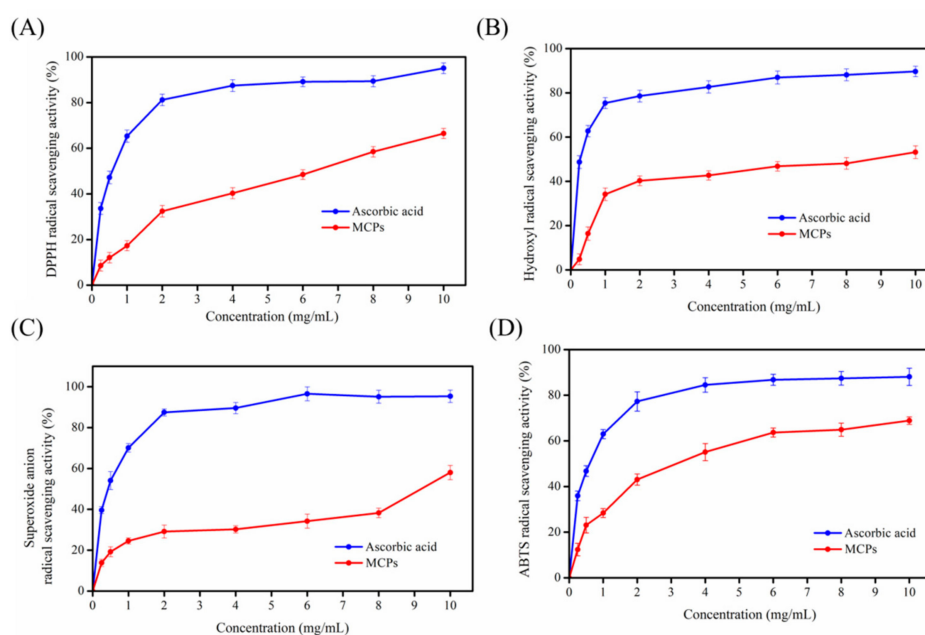 (A)
DPPH radical scavenging activity (%)
100
80
60
40
20
0
Ascorbic acid
MCPs
0 1 2 3 4 5 6 7 8 9 10
Concentration (mg/mL)
(B)
Hydroxyl radical scavenging activity (%)
100
80
60
40
20
0
Ascorbic acid
MCPs
0 1 2 3 4 5 6 7 8 9 10
Concentration (mg/mL)
(C)
Superoxide anion
radical scavenging activity (%)
100
80
60
40
20
0
Ascorbic acid
MCPs
0 1 2 3 4 5 6 7 8 9 10
Concentration (mg/mL)
(D)
ABTS radical scavenging activity (%)
100
80
60
40
20
0
Ascorbic acid
MCPs
0 1 2 3 4 5 6 7 8 9 10
Concentration (mg/mL)